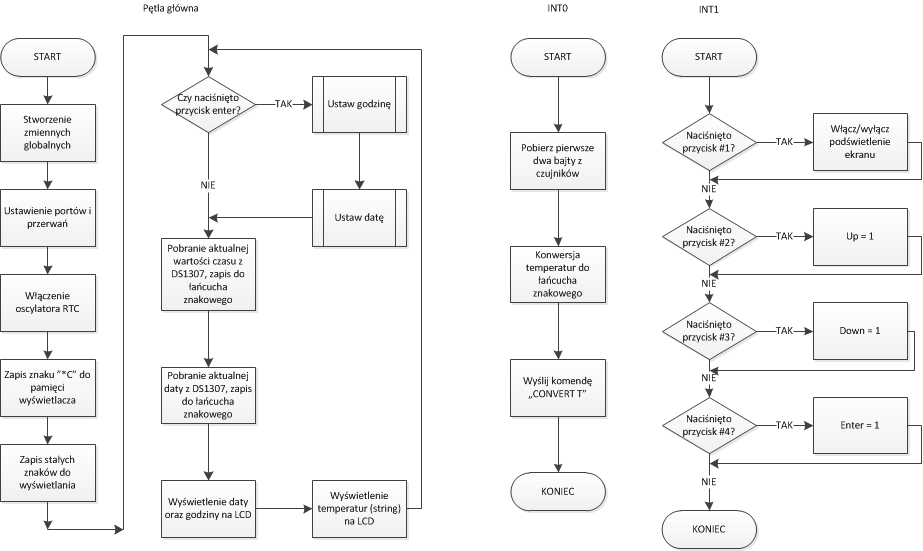 Pętla główna
START
Stworzenie
zmiennych
globalnych
Ustawienie portów i
przerwań
Włączenie
oscylatora RTC
Zapis znaku "*C" do
pamięci
wyświetlacza
Zapis stałych
znaków do
wyświetlania
Czy naciśnięto
przycisk enter?
TAK
Ustaw godzinę
NIE
Ustaw datę
Pobranie aktualnej
wartości czasu z
DS1307, zapis do
łańcucha
znakowego
Pobranie aktualnej
daty z DS1307, zapis
do łańcucha
znakowego
Wyświetlenie daty
oraz godziny na LCD
Wyświetlenie
temperatur (string)
na LCD
INT0
START
Pobierz pierwsze
dwa bajty z
czujników
Konwersja
temperatur do
łańcucha
znakowego
Wyślij komendę
„CONVERT T”
KONIEC
INT1
START
Naciśnięto
przycisk #1?
TAK
Włącz/wyłącz
podświetlenie
ekranu
NIE
Naciśnięto
przycisk #2?
TAK
Up = 1
NIE
Naciśnięto
przycisk #3?
TAK
Down = 1
NIE
Naciśnięto
przycisk #4?
TAK
Enter = 1
NIE
KONIEC